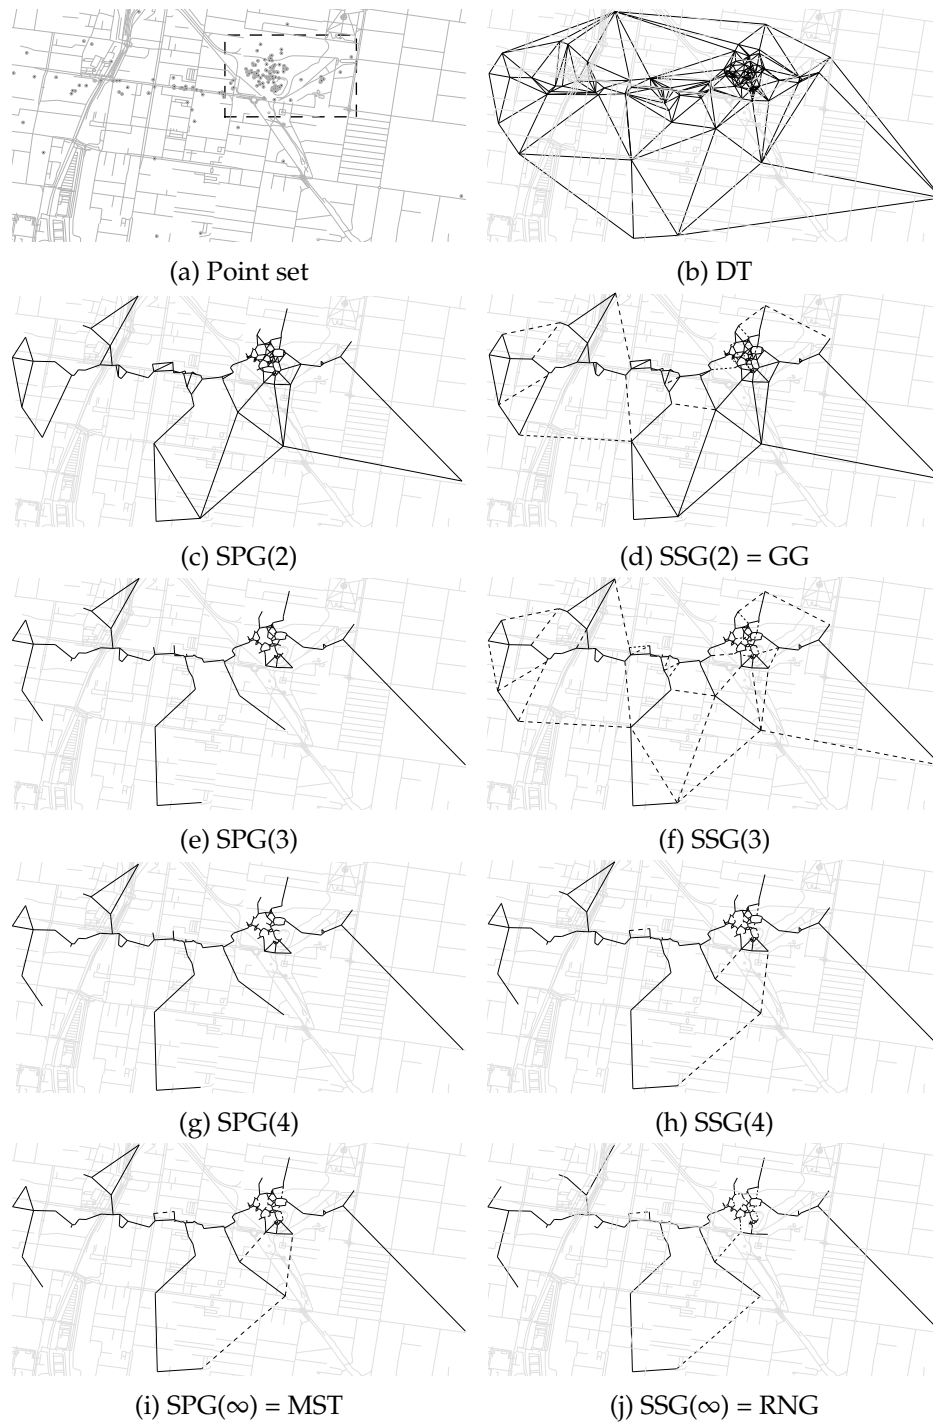 (a) Point set
(b) DT
(c) SPG(2)
(d) SSG(2) = GG
(e) SPG(3)
(f) SSG(3)
(g) SPG(4)
(h) SSG(4)
(i) SPG(∞) = MST
(j) SSG(∞) = RNG